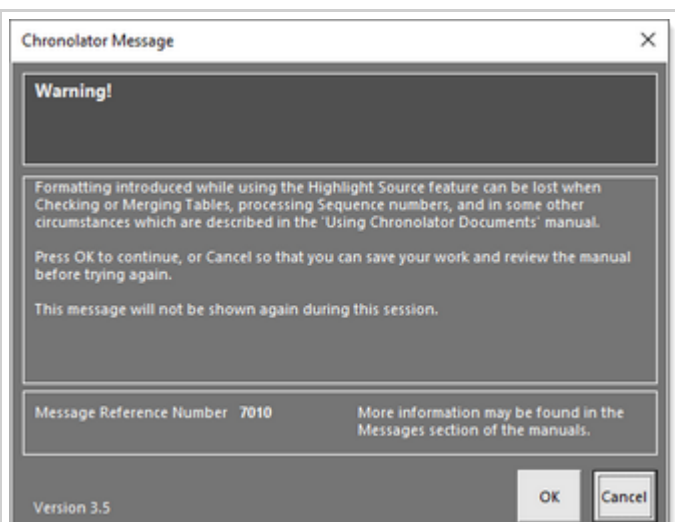 Chronolator Message
Warning!
Formatting introduced while using the Highlight Source feature can be lost when
Checking or Merging Tables, processing Sequence numbers, and in some other
circumstances which are described in the 'Using Chronolator Documents' manual.
Press OK to continue, or Cancel so that you can save your work and review the manual
before trying again.
This message will not be shown again during this session.
Message Reference Number 7010
More information may be found in the
Messages section of the manuals.
Version 3.5
OK
Cancel